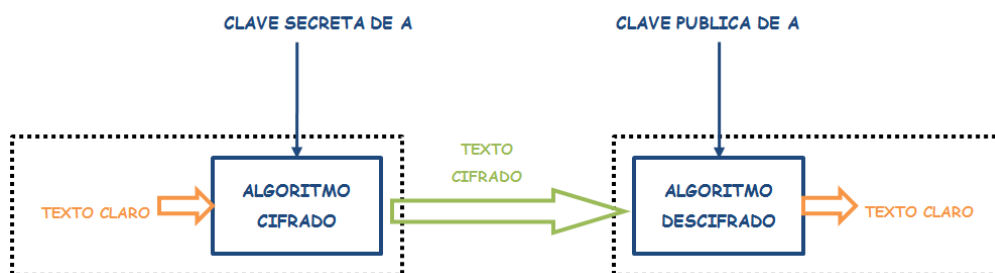 CLAVE SECRETA DE A
CLAVE PUBLICA DE A
TEXTO CLARO
ALGORITMO
CIFRADO
TEXTO
CIFRADO
ALGORITMO
DESCIFRADO
TEXTO CLARO